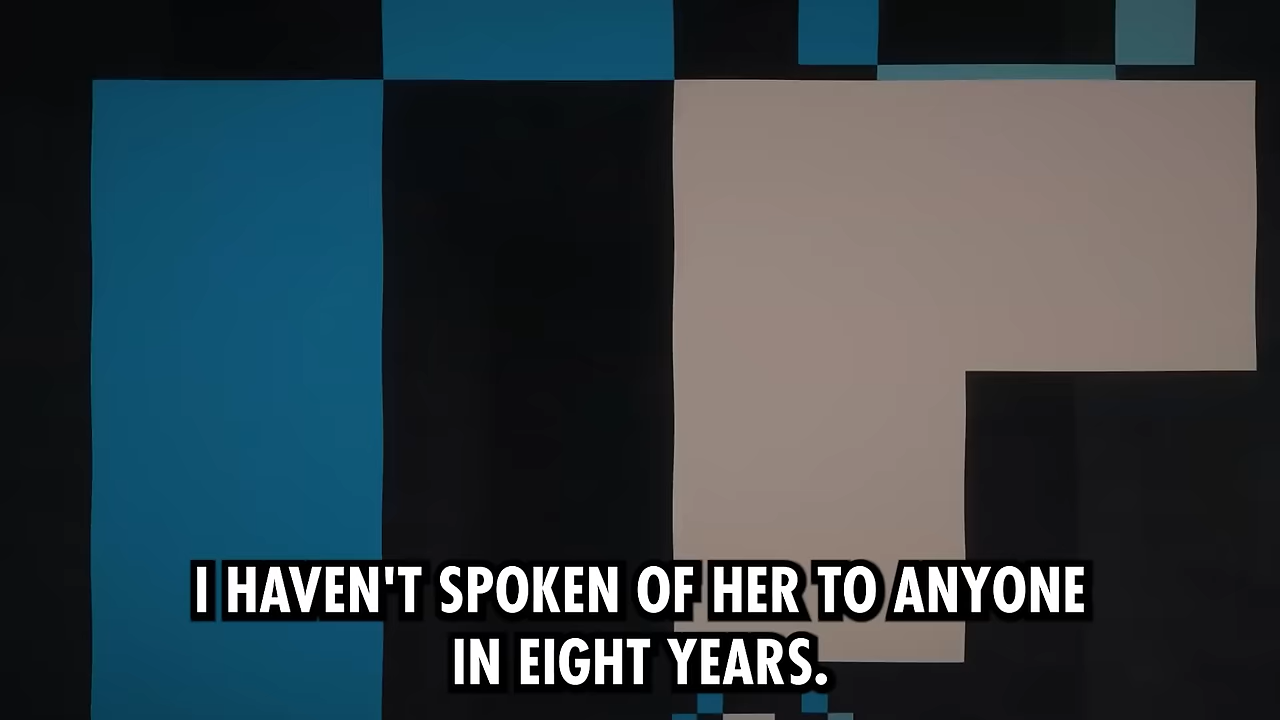 I HAVEN'T SPOKEN OF HER TO ANYONE
IN EIGHT YEARS.